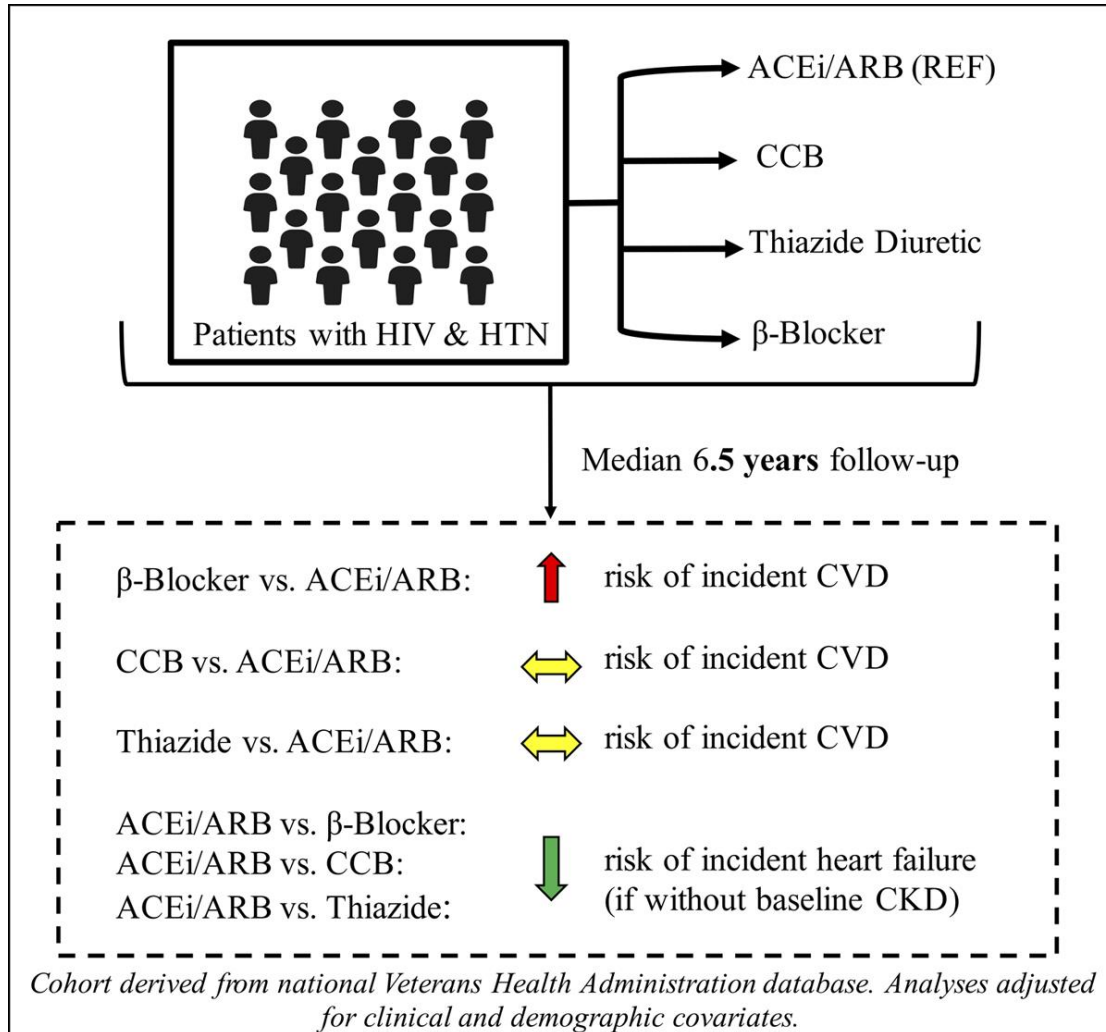 ACEi/ARB (REF)
CCB
Thiazide Diuretic
β-Blocker
Patients with HIV & HTN
Median 6.5 years follow-up
β-Blocker vs. ACEi/ARB:
risk of incident CVD
CCB vs. ACEi/ARB:
risk of incident CVD
Thiazide vs. ACEi/ARB:
risk of incident CVD
ACEi/ARB vs. β-Blocker:
ACEi/ARB vs. CCB:
ACEi/ARB vs. Thiazide:
risk of incident heart failure
(if without baseline CKD)
Cohort derived from national Veterans Health Administration database. Analyses adjusted
for clinical and demographic covariates.